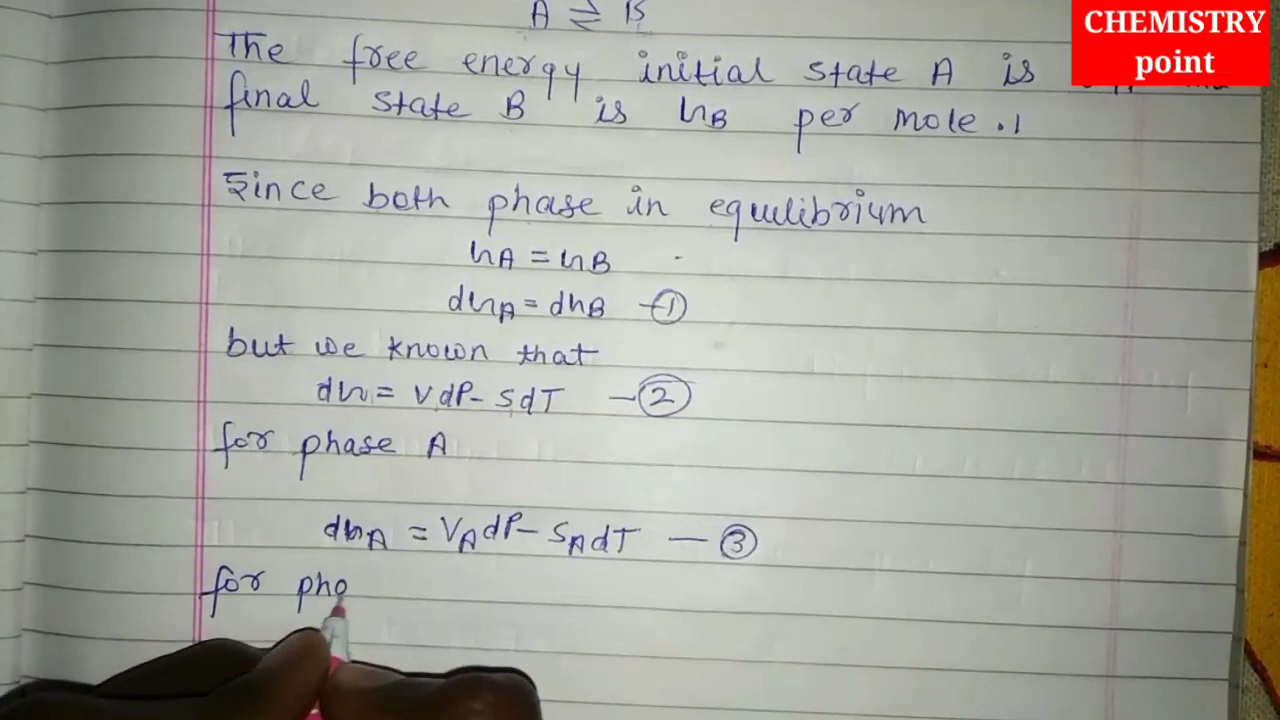 A ⇌ B
CHEMISTRY
point
The free energy initial state A is
final state B is GB per mole.
Since both phase in equilibrium
GA = GB
dGA = dGB -①
but we known that
dG = VdP - SdT -②
for phase A
dGA = VAdP - SAdT - ③
for pha